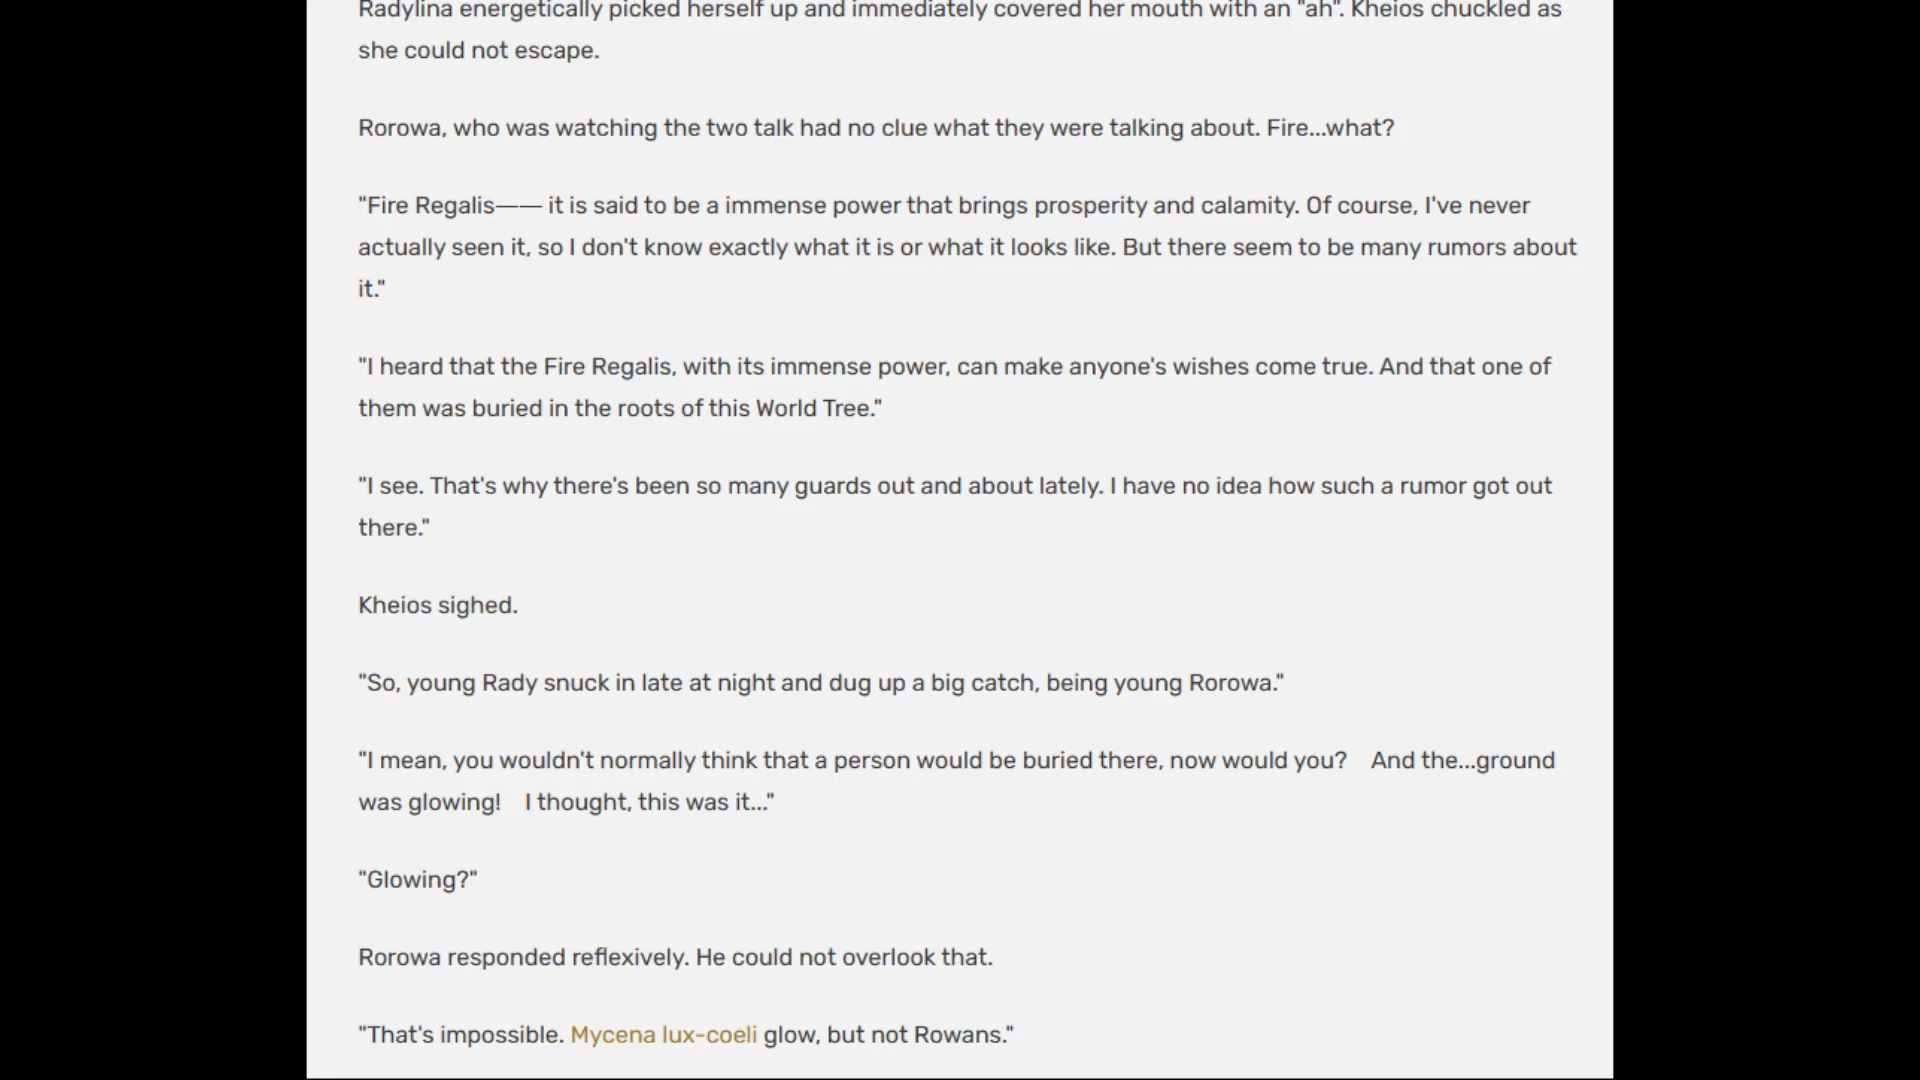 Radylina energetically picked herself up and immediately covered her mouth with an "ah". Kheios chuckled as
she could not escape.
Rorowa, who was watching the two talk had no clue what they were talking about. Fire...what?
"Fire Regalis—— it is said to be a immense power that brings prosperity and calamity. Of course, I've never
actually seen it, so I don't know exactly what it is or what it looks like. But there seem to be many rumors about
it."
"I heard that the Fire Regalis, with its immense power, can make anyone's wishes come true. And that one of
them was buried in the roots of this World Tree."
"I see. That's why there's been so many guards out and about lately. I have no idea how such a rumor got out
there."
Kheios sighed.
"So, young Rady snuck in late at night and dug up a big catch, being young Rorowa."
"I mean, you wouldn't normally think that a person would be buried there, now would you?　And the...ground
was glowing!　I thought, this was it..."
"Glowing?"
Rorowa responded reflexively. He could not overlook that.
"That's impossible. Mycena lux-coeli glow, but not Rowans."